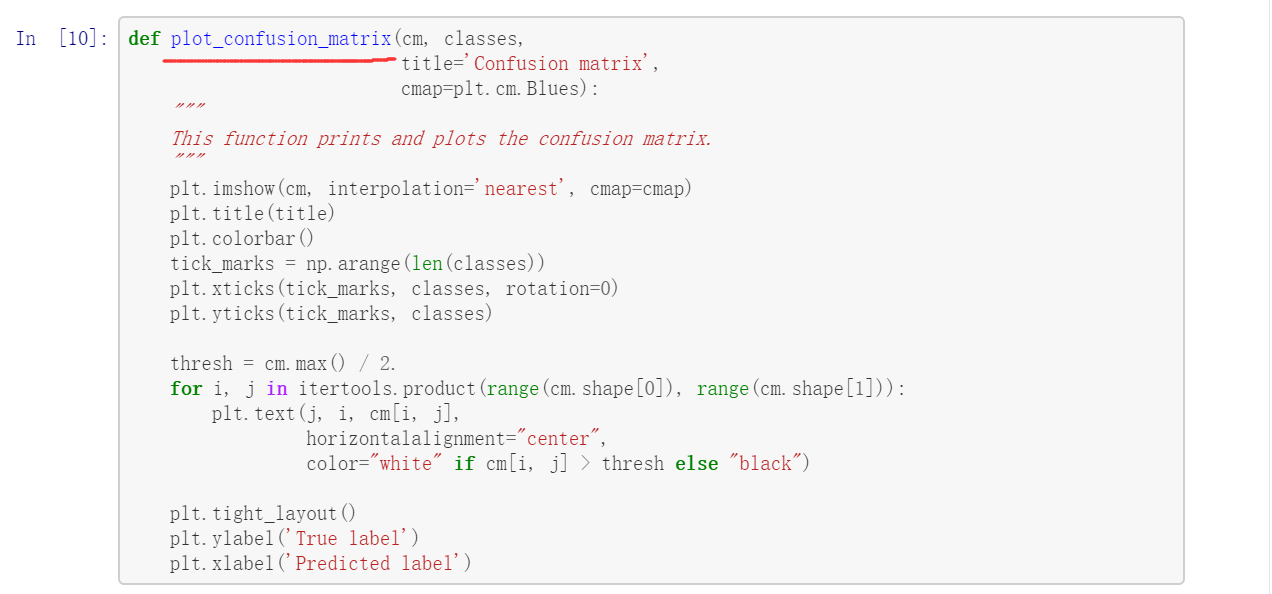 In [10]: def plot_confusion_matrix(cm, classes,
                          title='Confusion matrix',
                          cmap=plt.cm.Blues):
    """
    This function prints and plots the confusion matrix.
    """
    plt.imshow(cm, interpolation='nearest', cmap=cmap)
    plt.title(title)
    plt.colorbar()
    tick_marks = np.arange(len(classes))
    plt.xticks(tick_marks, classes, rotation=0)
    plt.yticks(tick_marks, classes)

    thresh = cm.max() / 2.
    for i, j in itertools.product(range(cm.shape[0]), range(cm.shape[1])):
        plt.text(j, i, cm[i, j],
                 horizontalalignment="center",
                 color="white" if cm[i, j] > thresh else "black")

    plt.tight_layout()
    plt.ylabel('True label')
    plt.xlabel('Predicted label')